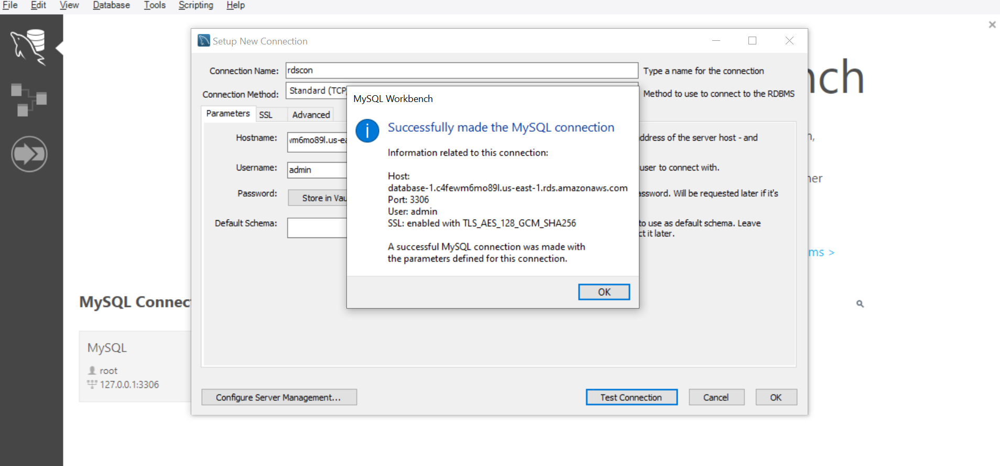 File Edit View Database Tools Scripting Help
Setup New Connection
Connection Name: rdscon Type a name for the connection
Connection Method: Standard (TCP Method to use to connect to the RDBMS
Parameters SSL Advanced
MySQL Workbench
Successfully made the MySQL connection
Information related to this connection:
Host:
database-1.c4fewm6mo89l.us-east-1.rds.amazonaws.com
Port: 3306
User: admin
SSL: enabled with TLS_AES_128_GCM_SHA256
A successful MySQL connection was made with
the parameters defined for this connection.
OK
Hostname: vm6mo89l.us-ea ddress of the server host - and
Username: admin user to connect with.
Password: Store in Vau assword. Will be requested later if it's
Default Schema: to use as default schema. Leave
ct it later.
Configure Server Management... Test Connection Cancel OK
nch
n,
ner
ms >
MySQL Connect
MySQL
root
127.0.0.1:3306